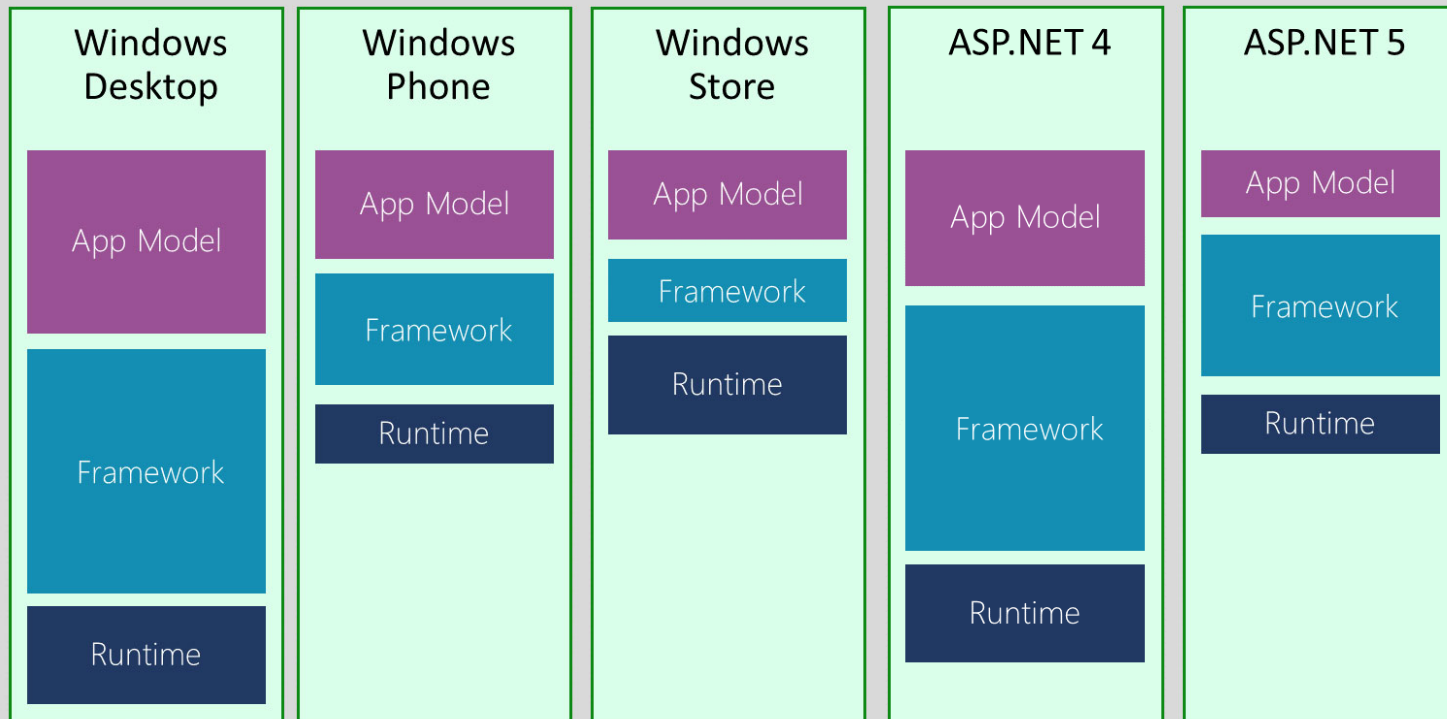 Windows
Desktop
App Model
Framework
Runtime
Windows
Phone
App Model
Framework
Runtime
Windows
Store
App Model
Framework
Runtime
ASP.NET 4
App Model
Framework
Runtime
ASP.NET 5
App Model
Framework
Runtime